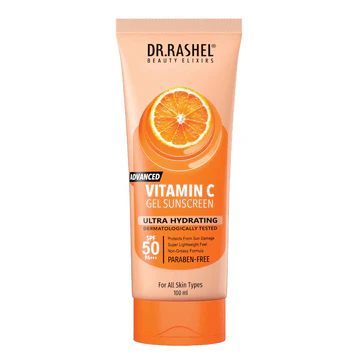 DR.RASHEL®
BEAUTY ELIXIRS
ADVANCED
VITAMIN C
GEL SUNSCREEN
ULTRA HYDRATING
DERMATOLOGICALLY TESTED
SPF
50
PA+++
Protects From Sun Damage
Super Lightweight Feel
Non-Greasy Formula
PARABEN-FREE
For All Skin Types
100 ml